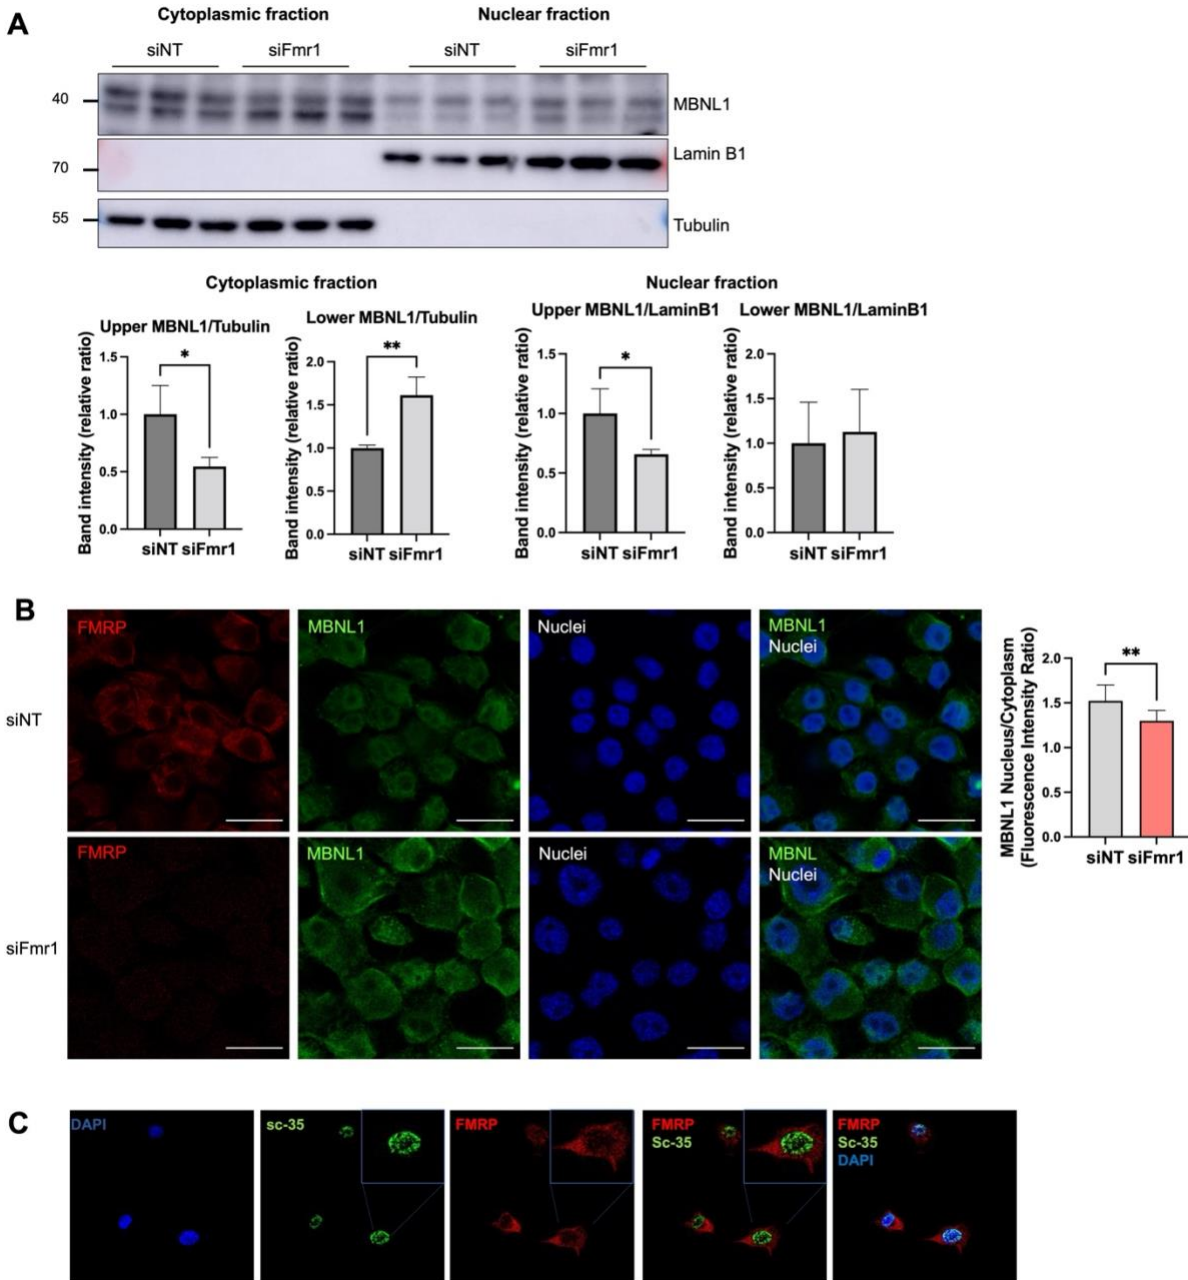 A
Cytoplasmic fraction
Nuclear fraction
siNT
siFmr1
siNT
siFmr1
40
MBNL1
70
Lamin B1
55
Tubulin
Cytoplasmic fraction
Nuclear fraction
Upper MBNL1/Tubulin
Band intensity (relative ratio)
1.5
1.0
0.5
0.0
*
siNT siFmr1
Lower MBNL1/Tubulin
Band intensity (relative ratio)
2.0
1.5
1.0
0.5
0.0
**
siNT siFmr1
Upper MBNL1/LaminB1
Band intensity (relative ratio)
1.5
1.0
0.5
0.0
*
siNT siFmr1
Lower MBNL1/LaminB1
Band intensity (relative ratio)
2.0
1.5
1.0
0.5
0.0
siNT siFmr1
B
siNT
FMRP
MBNL1
Nuclei
MBNL1
Nuclei
siFmr1
FMRP
MBNL1
Nuclei
MBNL
Nuclei
MBNL1 Nucleus/Cytoplasm
(Fluorescence Intensity Ratio)
2.0
1.5
1.0
0.5
0.0
**
siNT siFmr1
C
DAPI
sc-35
FMRP
FMRP
Sc-35
FMRP
Sc-35
DAPI